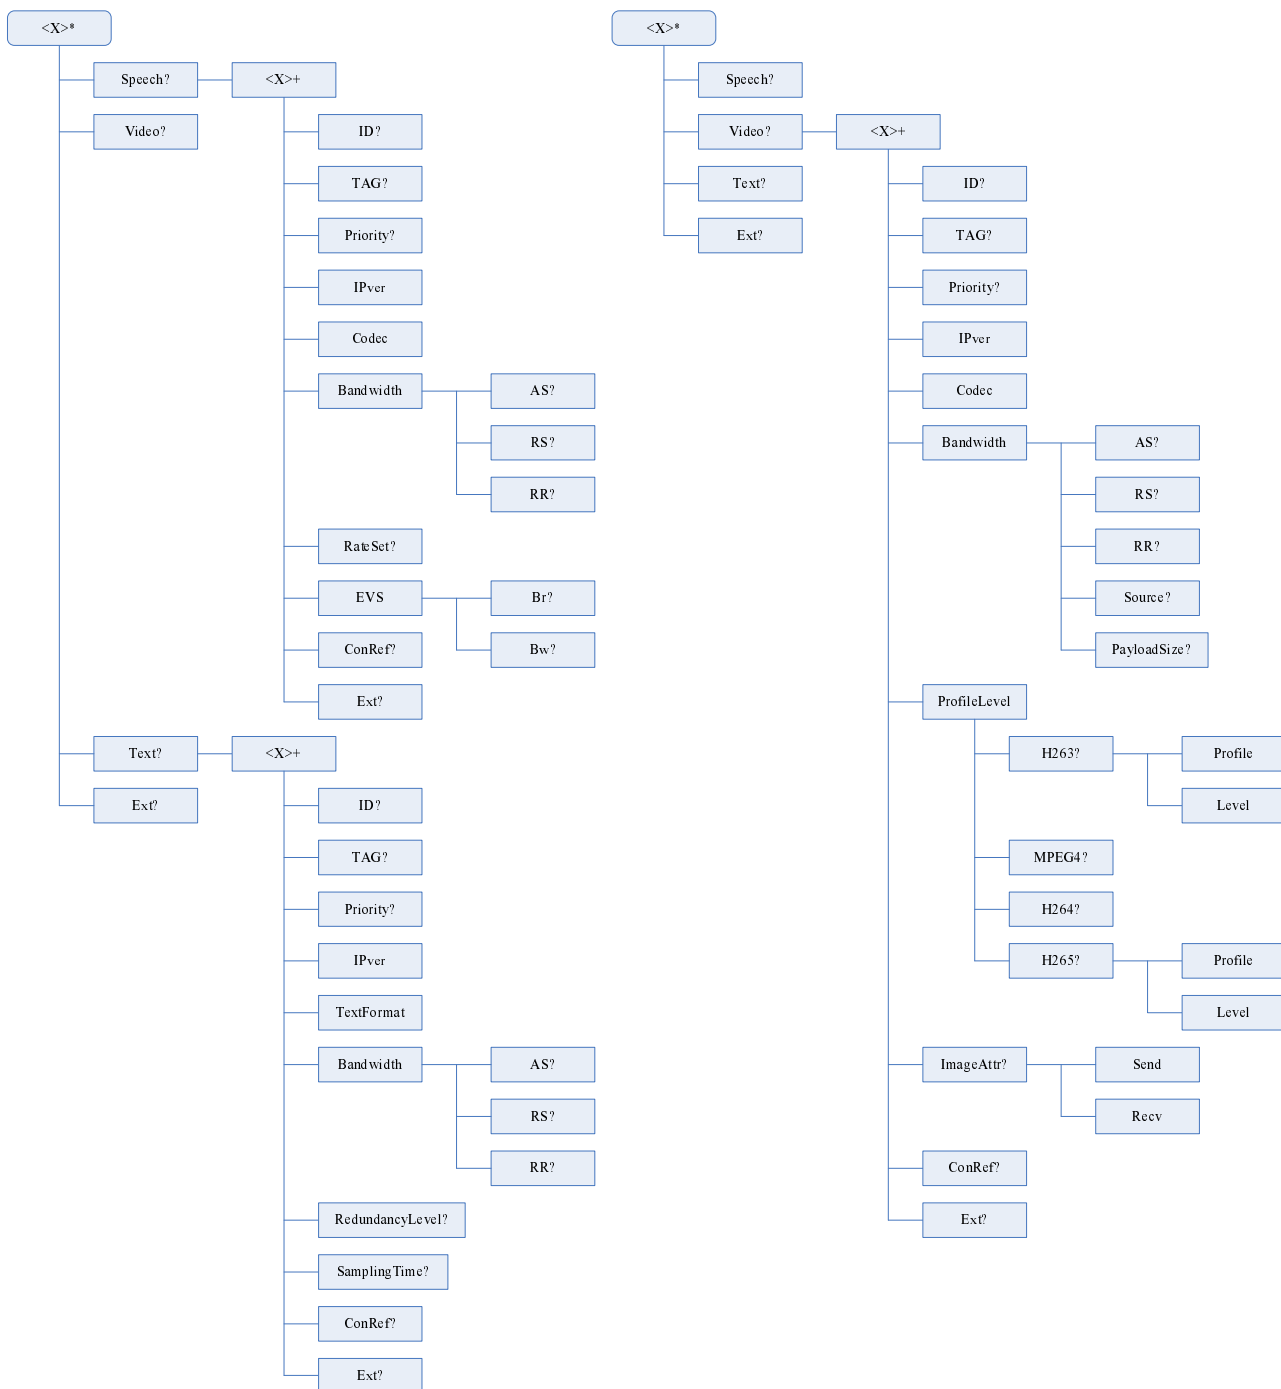 <X>*
Speech?
<X>+
Video?
ID?
TAG?
Priority?
IPver
Codec
Bandwidth
AS?
RS?
RR?
RateSet?
EVS
Br?
Bw?
ConRef?
Ext?
Text?
<X>+
Ext?
ID?
TAG?
Priority?
IPver
TextFormat
Bandwidth
AS?
RS?
RR?
RedundancyLevel?
SamplingTime?
ConRef?
Ext?
<X>*
Speech?
Video?
<X>+
Text?
Ext?
ID?
TAG?
Priority?
IPver
Codec
Bandwidth
AS?
RS?
RR?
Source?
PayloadSize?
ProfileLevel
H263?
Profile
Level
MPEG4?
H264?
H265?
Profile
Level
ImageAttr?
Send
Recv
ConRef?
Ext?